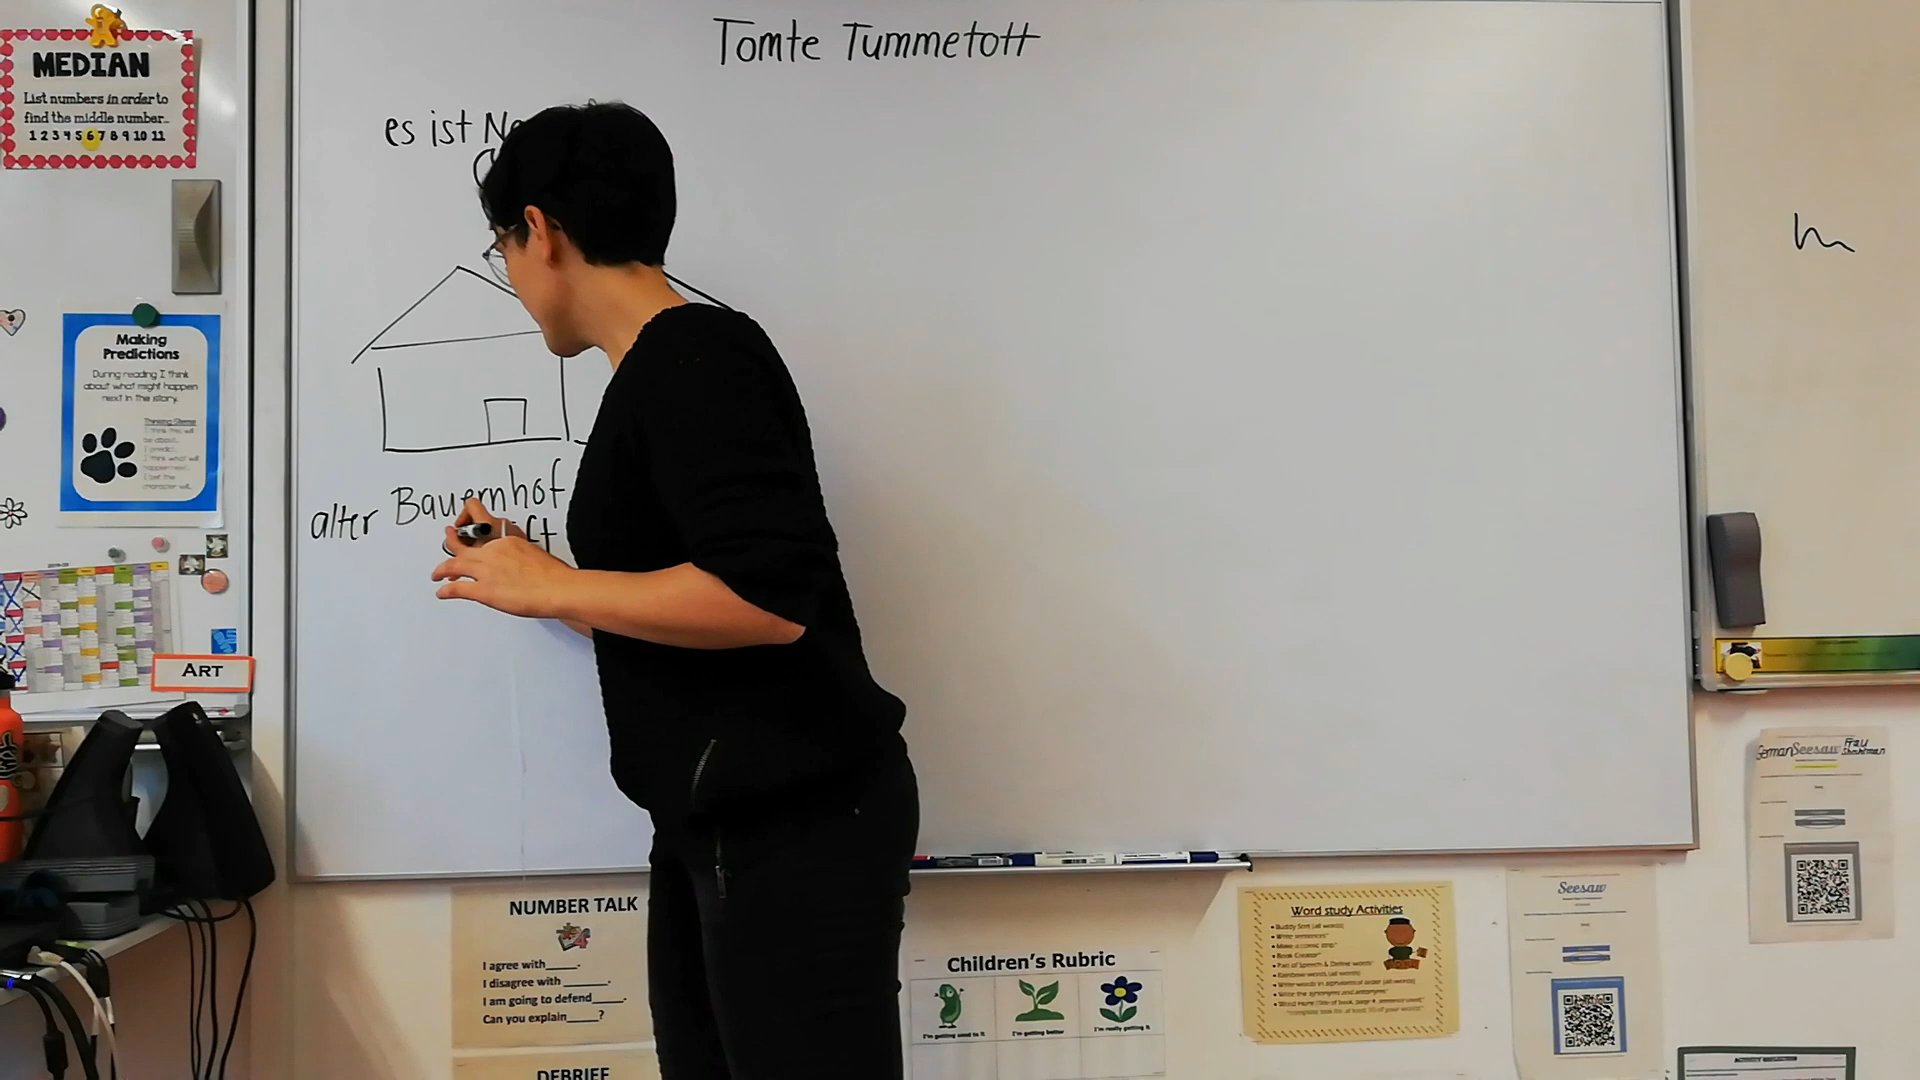 Tomte Tummetott
es ist
alter Bauernhof
MEDIAN
List numbers in order to
find the middle number...
1 2 3 4 5 6 7 8 9 10 11
Making
Predictions
During reading I think
about what might happen
next in the story.
Thinking Stems
ART
NUMBER TALK
I agree with_____.
I disagree with _____.
I am going to defend_____.
Can you explain_____?
DEBRIEF
Children's Rubric
I'm getting used to it
I'm getting better
I'm really getting it
Word study Activities
• Buddy Sort (all words)
• Write sentences*
• Make a comic strip*
• Book Creator*
• Part of Speech & Define words*
• Rainbow words (all words)
• Write words in alphabetical order (all words)
• Write the synonyms and antonyms*
Seesaw
German Seesaw Frau